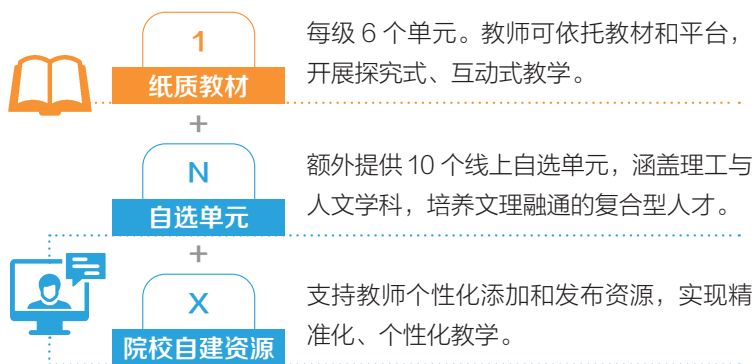 1
纸质教材
每级 6 个单元。教师可依托教材和平台，
开展探究式、互动式教学。
+
N
自选单元
额外提供 10 个线上自选单元，涵盖理工与
人文学科，培养文理融通的复合型人才。
+
X
院校自建资源
支持教师个性化添加和发布资源，实现精
准化、个性化教学。